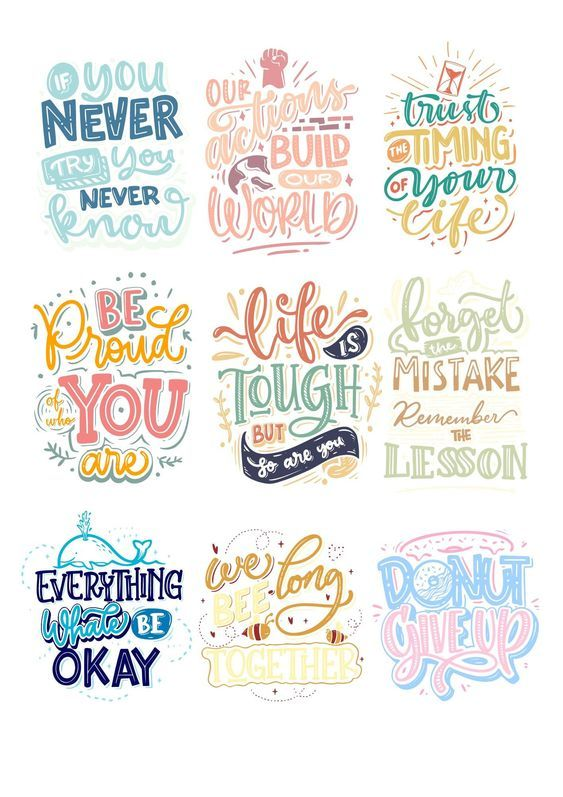 IF you
NEVER
TRY you
NEVER
know
OUR
actions
BUILD
OUR
WORLD
trust
THE TIMING
OF your
life
BE
Proud
of who YOU
are
life IS
TOUGH
BUT
so are you
forget
the
MISTAKE
Remember
THE
LESSON
EVERYTHING
Whale BE
OKAY
we long
BEE
TOGETHER
DONUT
GIVE UP